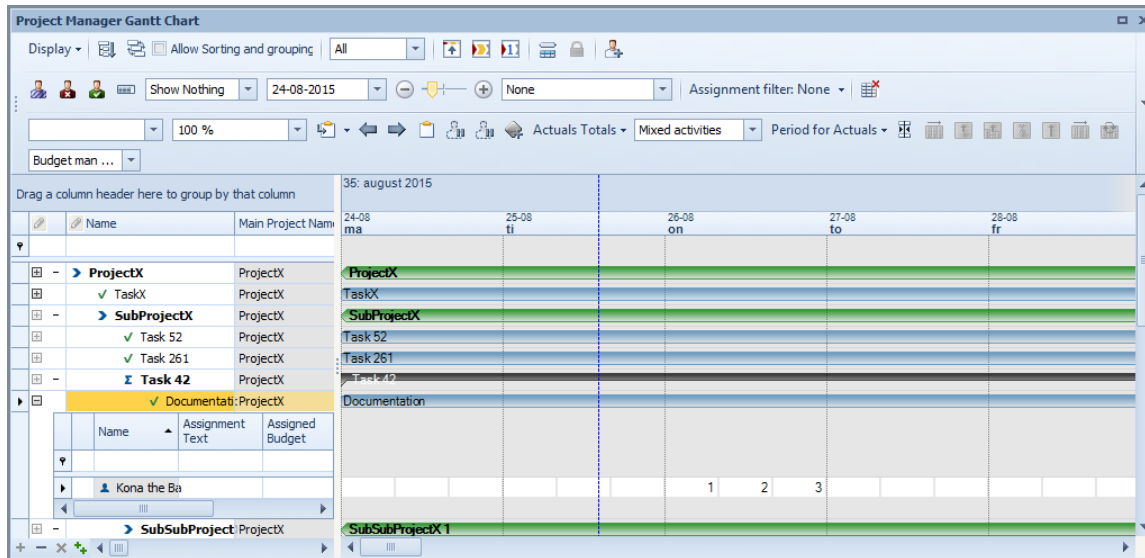 Project Manager Gantt Chart
Display Allow Sorting and grouping All
Show Nothing 24-08-2015 None Assignment filter: None
100 % Actuals Totals Mixed activities Period for Actuals
Budget man ...
Drag a column header here to group by that column 35: august 2015
Name Main Project Name 24-08 25-08 26-08 27-08 28-08
ma ti on to fr
ProjectX ProjectX ProjectX
TaskX ProjectX TaskX
SubProjectX ProjectX SubProjectX
Task 52 ProjectX Task 52
Task 261 ProjectX Task 261
Σ Task 42 ProjectX Task 42
Documentati ProjectX Documentation
Name Assignment Text Assigned Budget
Kona the Ba 1 2 3
SubSubProject ProjectX SubSubProjectX 1